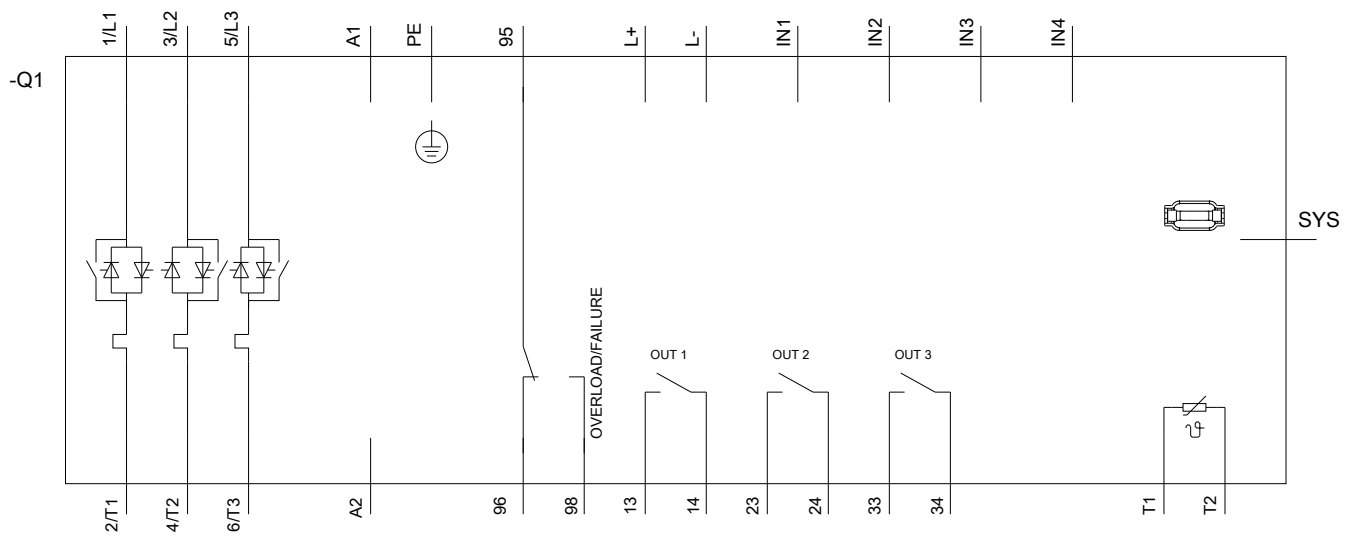 1/L1
3/L2
5/L3
A1
PE
95
L+
L-
IN1
IN2
IN3
IN4
-Q1
SYS
OVERLOAD/FAILURE
OUT 1
OUT 2
OUT 3
ϑ
2/T1
4/T2
6/T3
A2
96
98
13
14
23
24
33
34
T1
T2